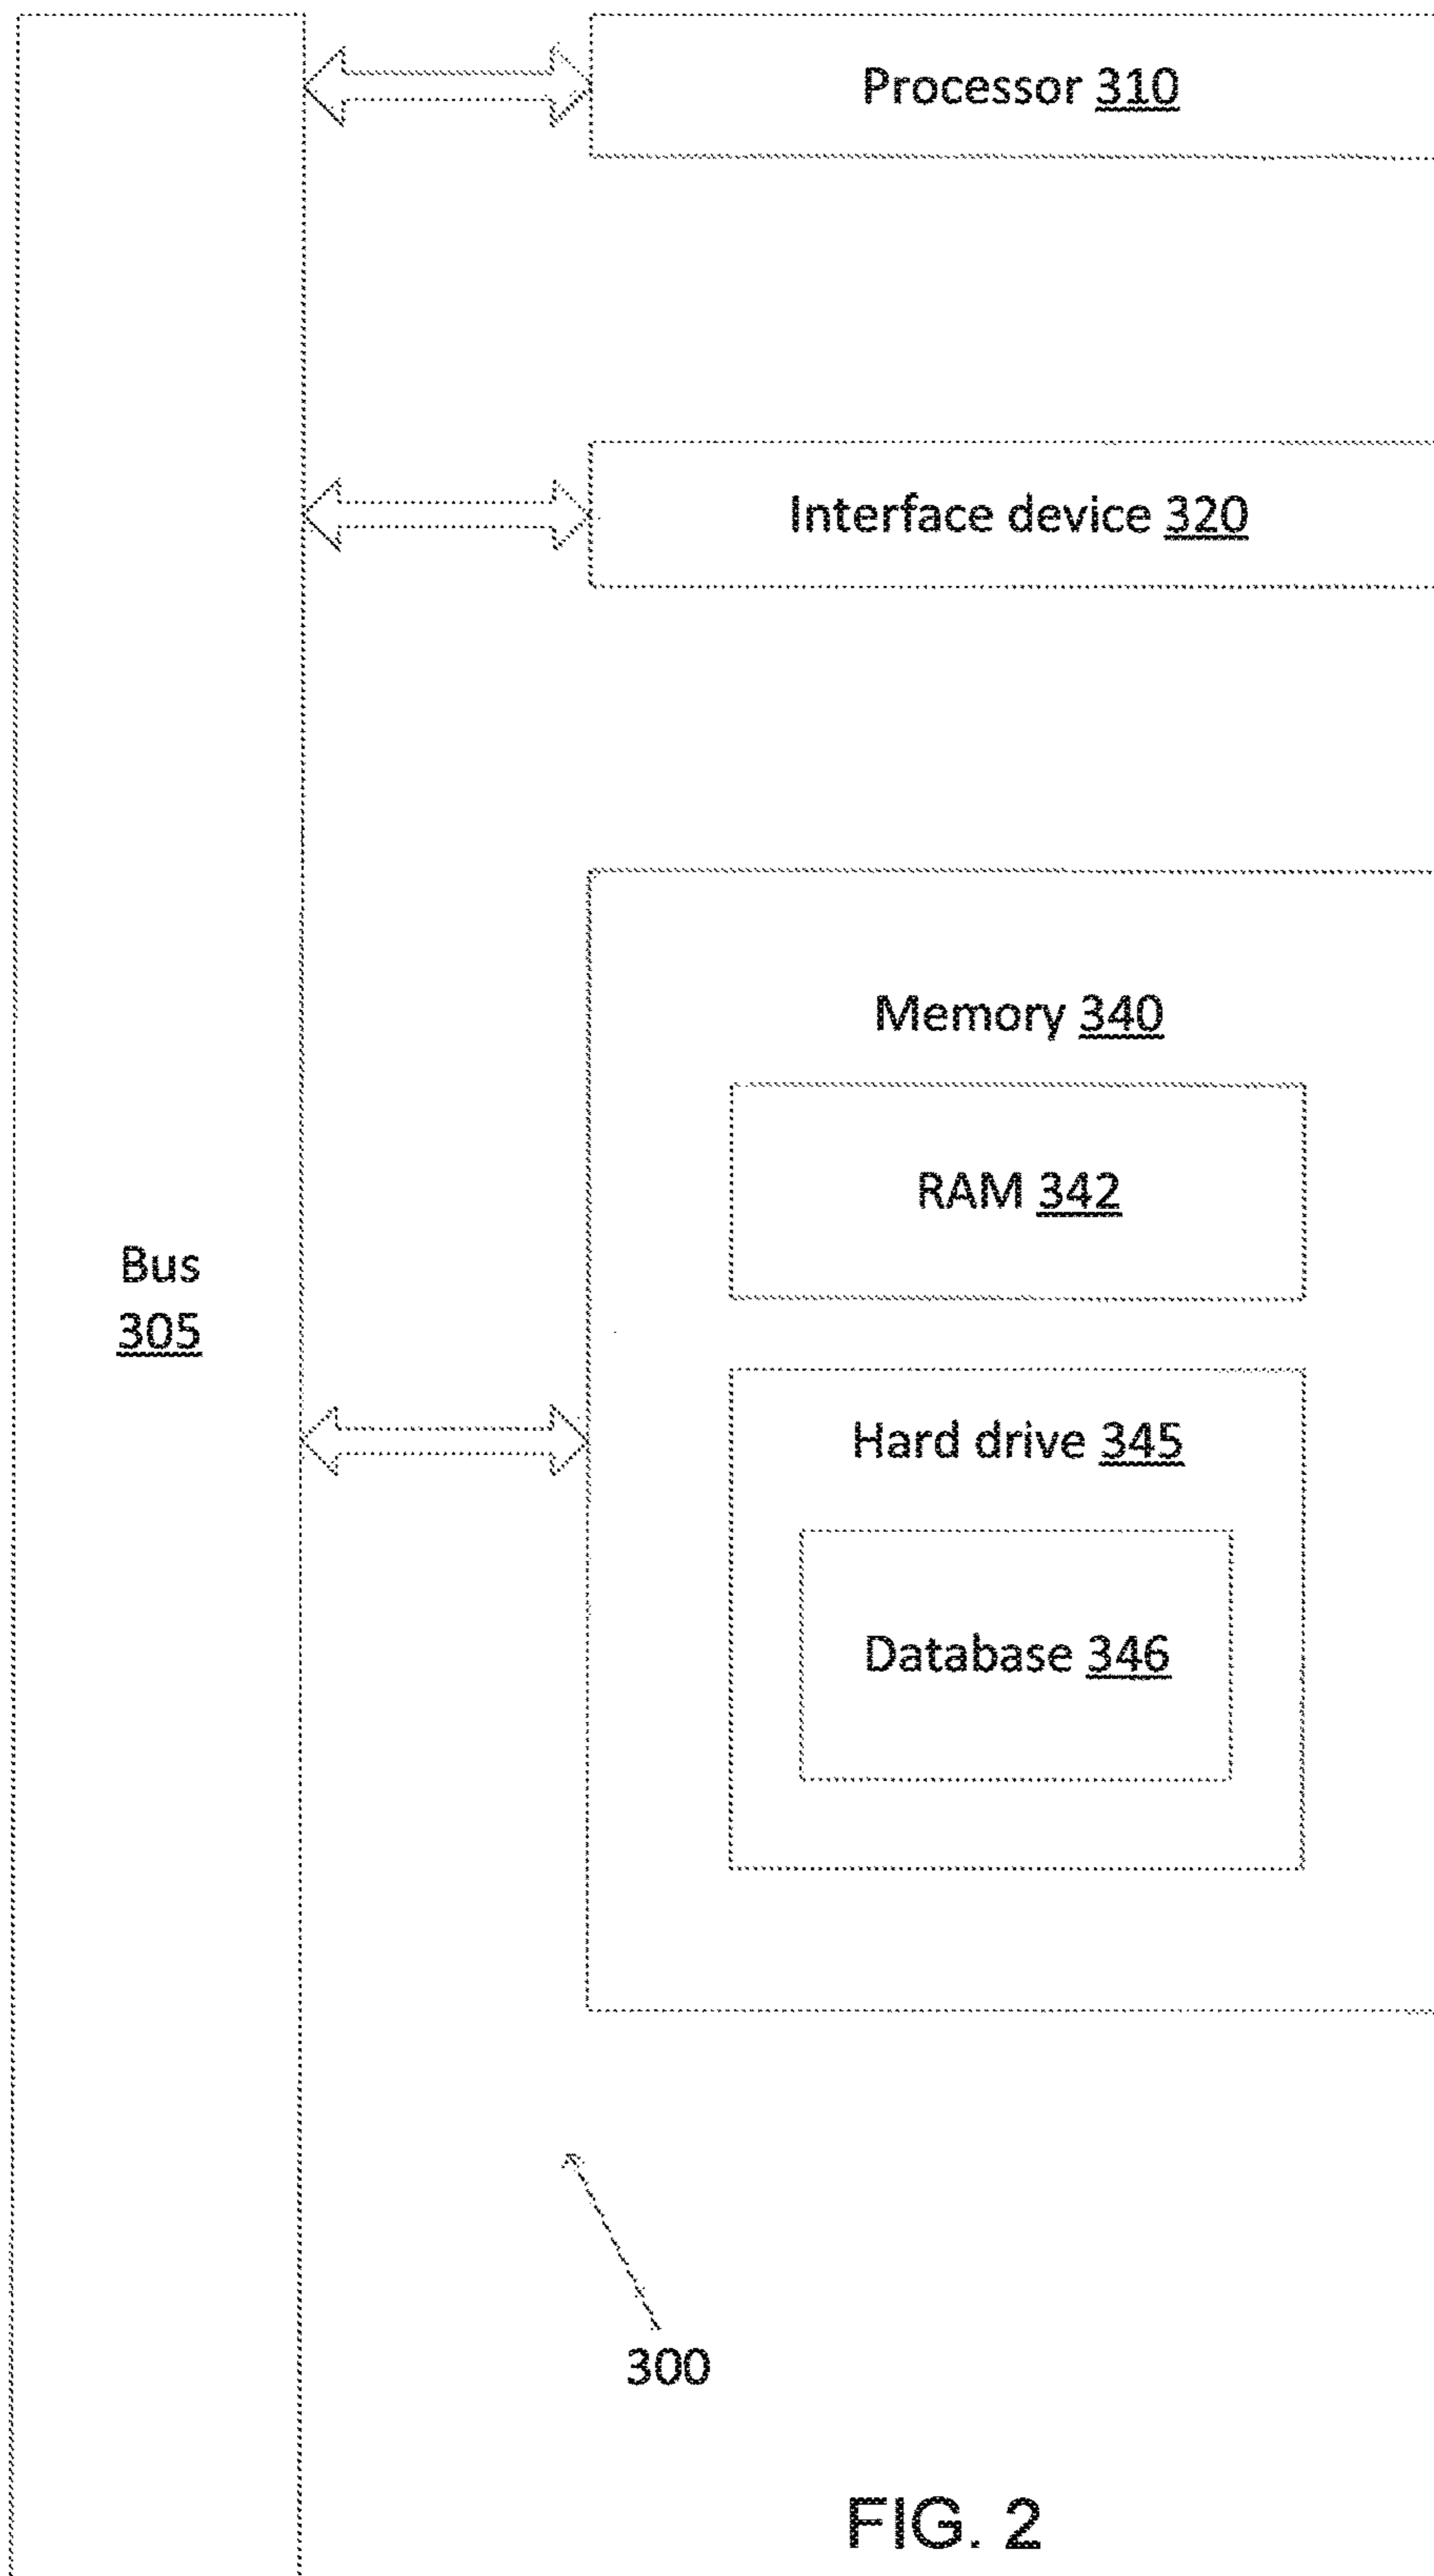 Processor 310
Interface device 320
Memory 340
RAM 342
Bus
305
Hard drive 345
Database 346
300
FIG. 2